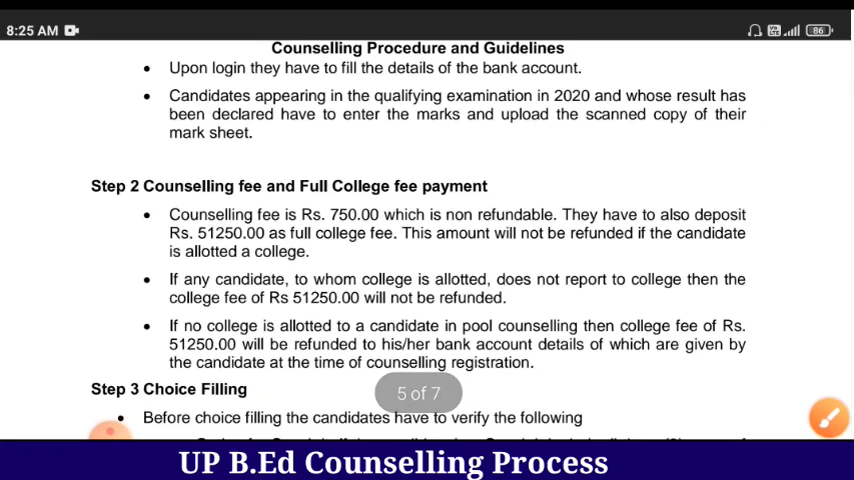 8:25 AM
86
Counselling Procedure and Guidelines
• Upon login they have to fill the details of the bank account.
• Candidates appearing in the qualifying examination in 2020 and whose result has
been declared have to enter the marks and upload the scanned copy of their
mark sheet.
Step 2 Counselling fee and Full College fee payment
• Counselling fee is Rs. 750.00 which is non refundable. They have to also deposit
Rs. 51250.00 as full college fee. This amount will not be refunded if the candidate
is allotted a college.
• If any candidate, to whom college is allotted, does not report to college then the
college fee of Rs 51250.00 will not be refunded.
• If no college is allotted to a candidate in pool counselling then college fee of Rs.
51250.00 will be refunded to his/her bank account details of which are given by
the candidate at the time of counselling registration.
Step 3 Choice Filling
5 of 7
• Before choice filling the candidates have to verify the following
UP B.Ed Counselling Process